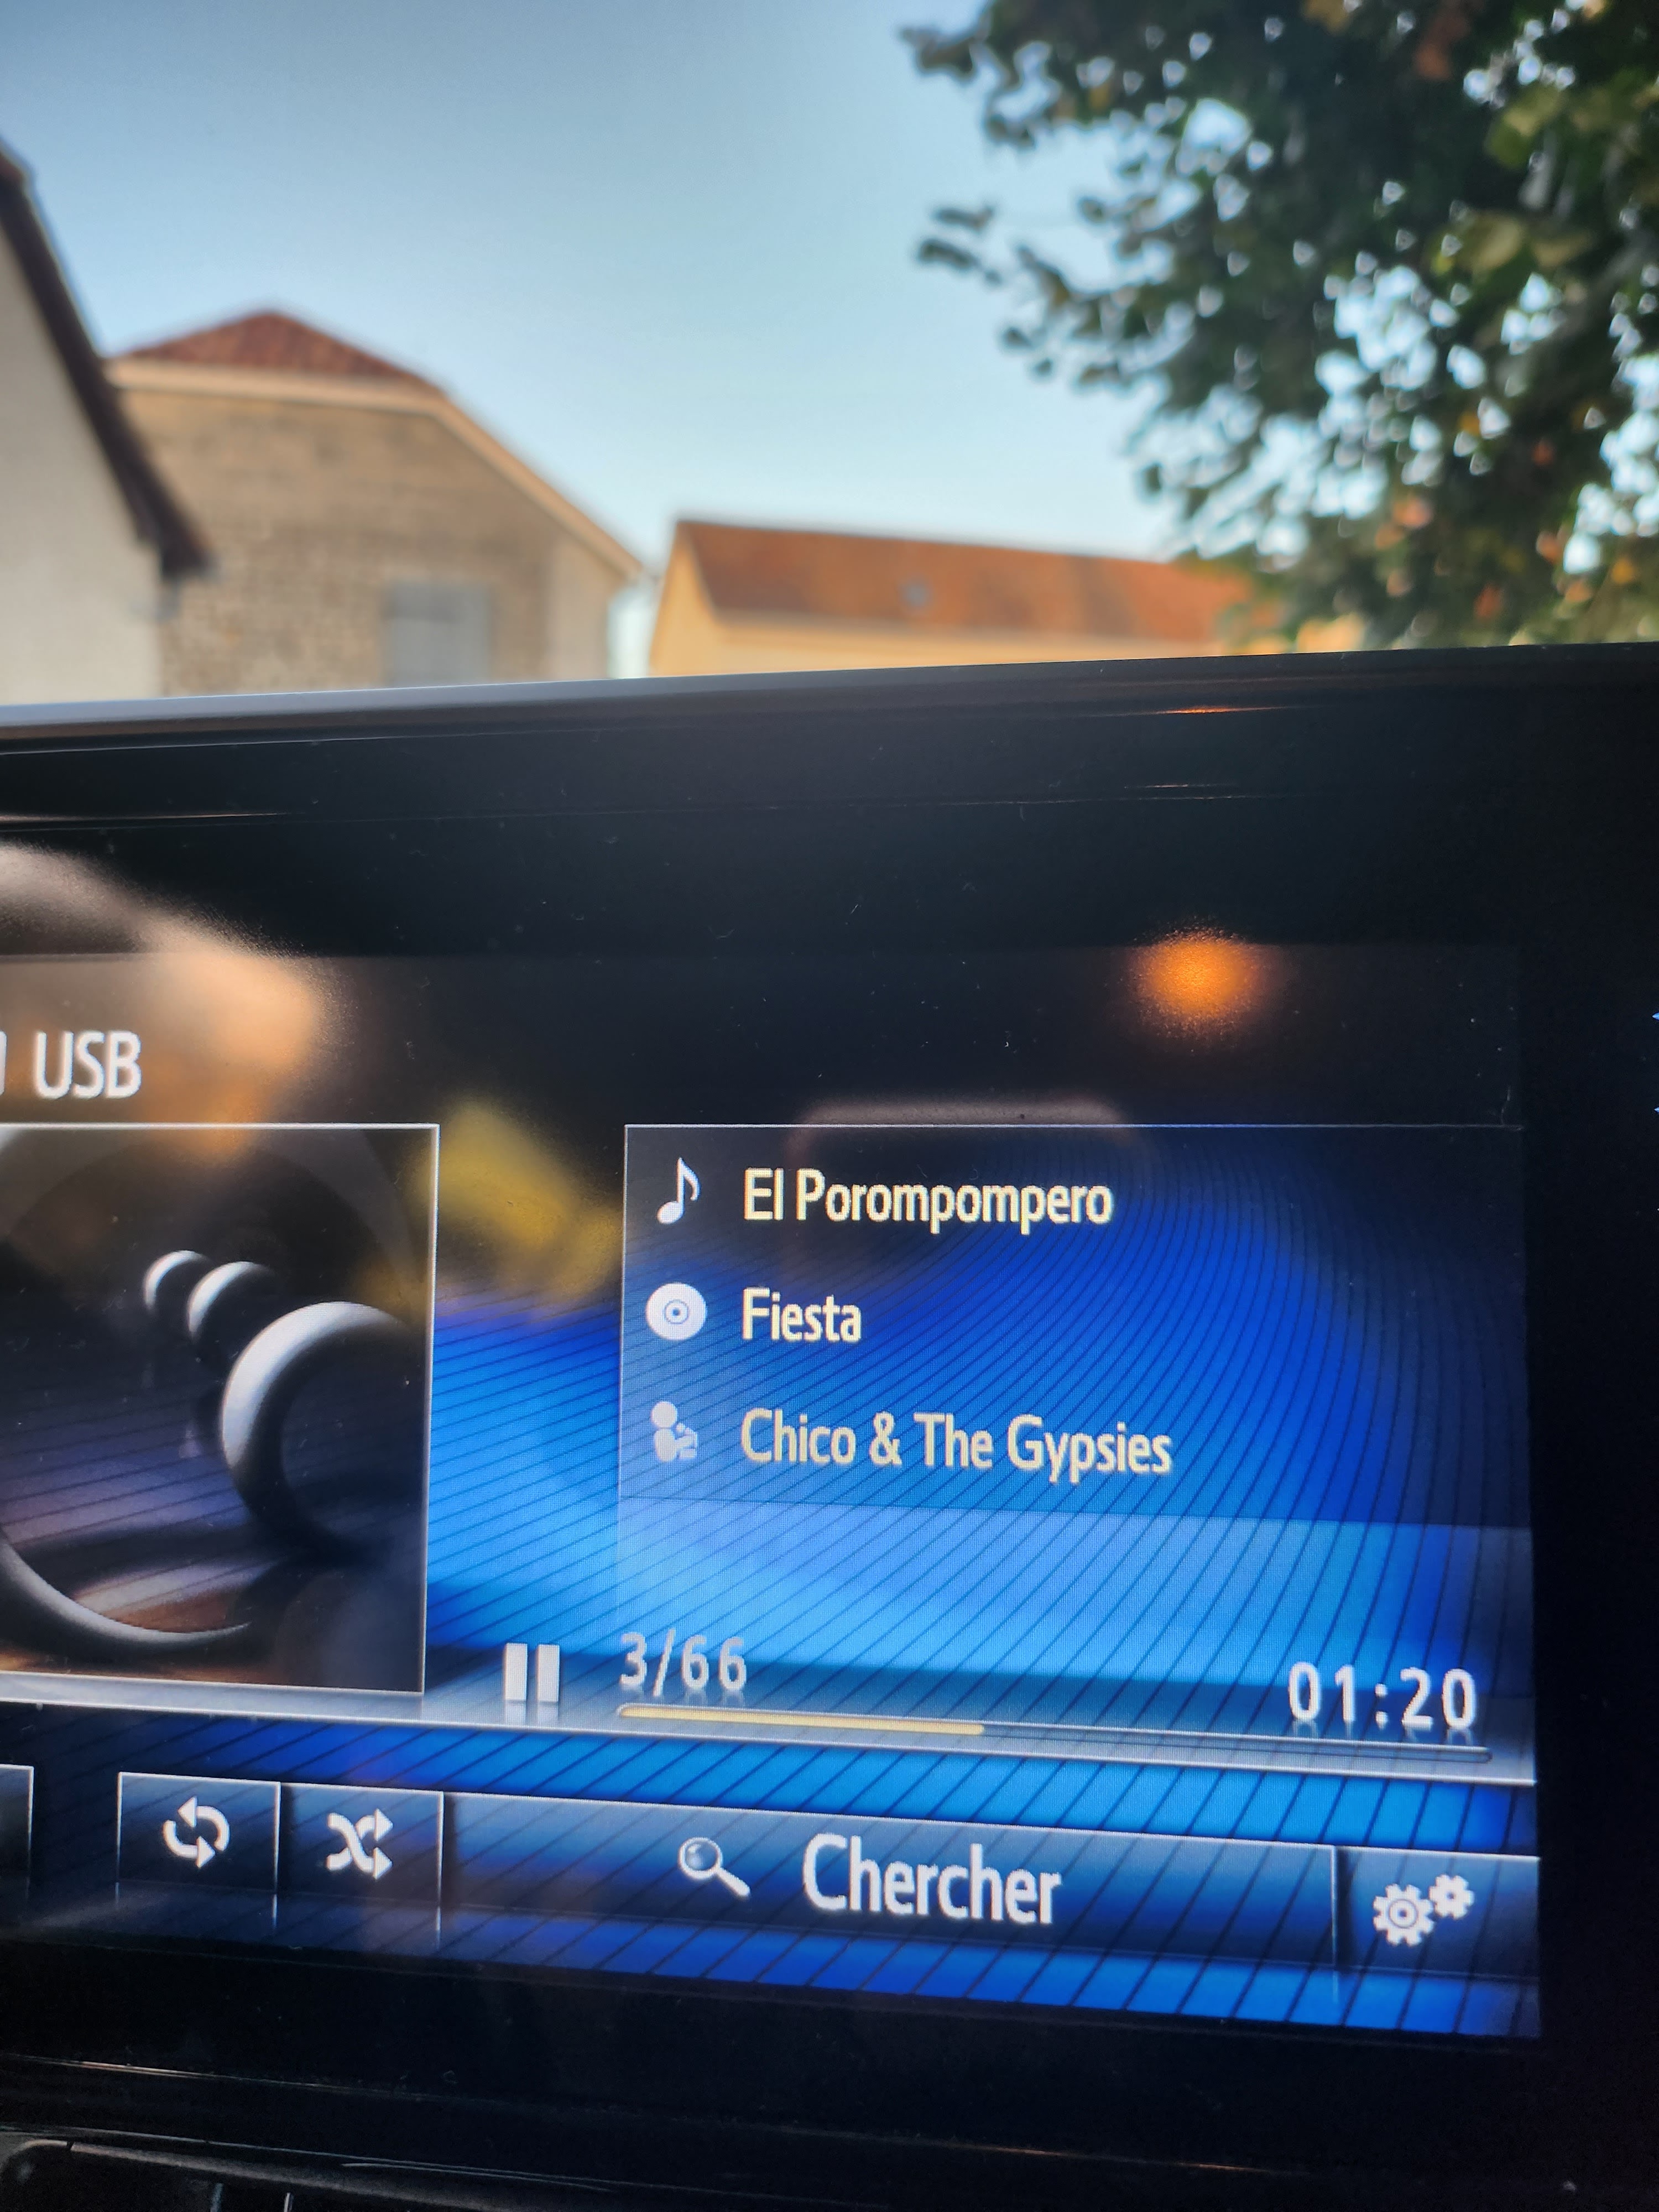 USB
El Porompompero
Fiesta
Chico & The Gypsies
3/66
01:20
Chercher